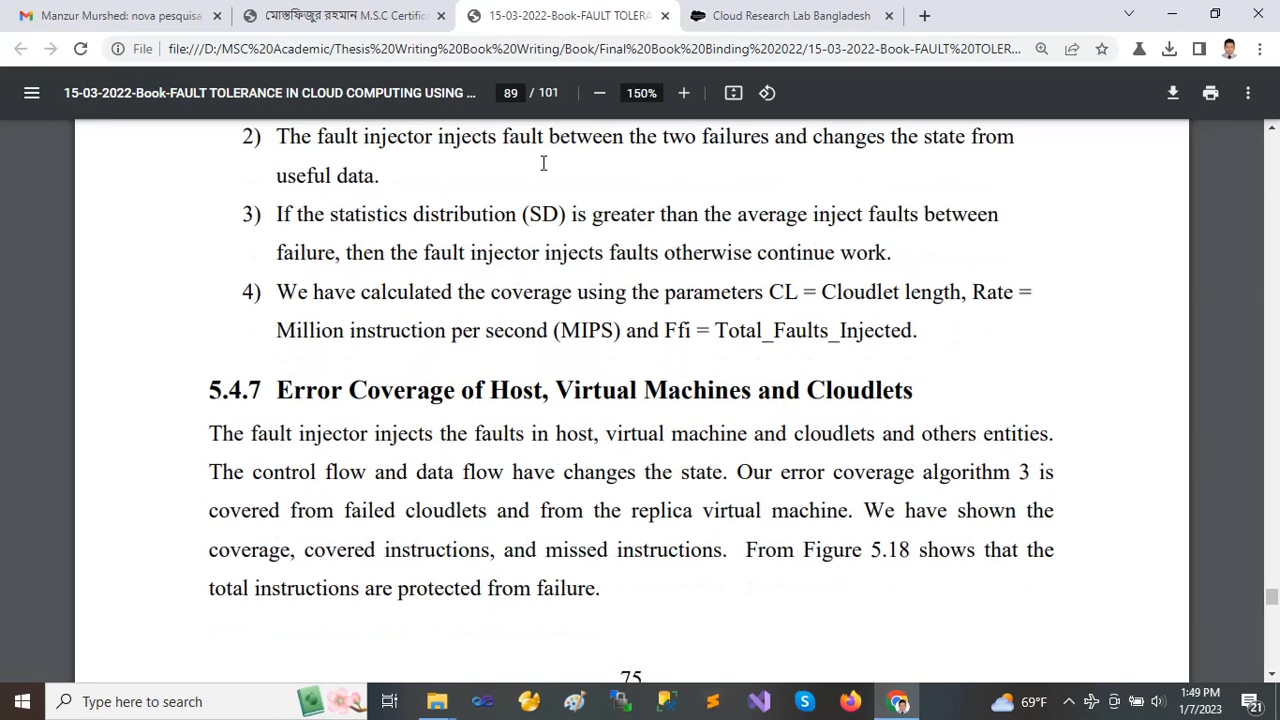 Manzur Murshed: nova pesquisa
মোস্তফিজুর রহমান M.S.C Certifica
15-03-2022-Book-FAULT TOLERA
Cloud Research Lab Bangladesh
File
file:///D:/MSC%20Academic/Thesis%20Writing%20Book%20Writing/Book/Final%20Book%20Binding%202022/15-03-2022-Book-FAULT%20TOLER...
15-03-2022-Book-FAULT TOLERANCE IN CLOUD COMPUTING USING ...
89 / 101
150%
2) The fault injector injects fault between the two failures and changes the state from
useful data.
3) If the statistics distribution (SD) is greater than the average inject faults between
failure, then the fault injector injects faults otherwise continue work.
4) We have calculated the coverage using the parameters CL = Cloudlet length, Rate =
Million instruction per second (MIPS) and Ffi = Total_Faults_Injected.
5.4.7 Error Coverage of Host, Virtual Machines and Cloudlets
The fault injector injects the faults in host, virtual machine and cloudlets and others entities.
The control flow and data flow have changes the state. Our error coverage algorithm 3 is
covered from failed cloudlets and from the replica virtual machine. We have shown the
coverage, covered instructions, and missed instructions. From Figure 5.18 shows that the
total instructions are protected from failure.
75
Type here to search
69°F
1:49 PM
1/7/2023
21